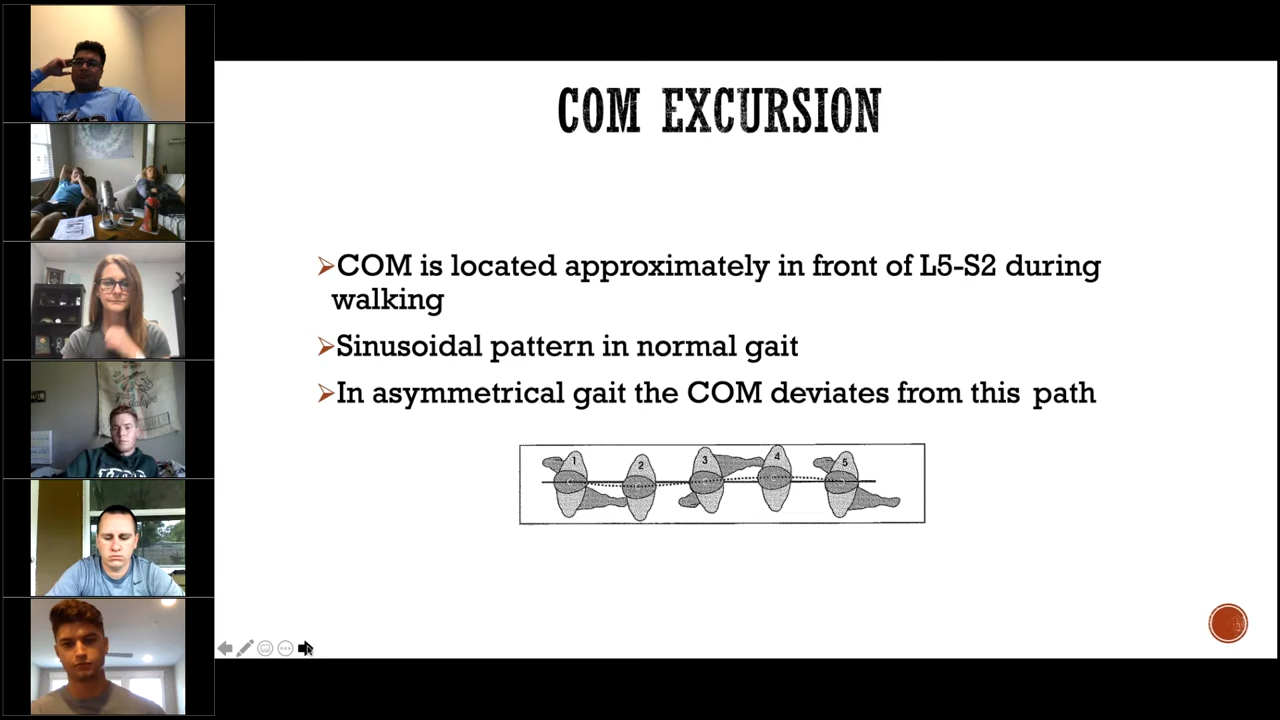 COM EXCURSION
➢COM is located approximately in front of L5-S2 during
walking
➢Sinusoidal pattern in normal gait
➢In asymmetrical gait the COM deviates from this path
1 2 3 4 5